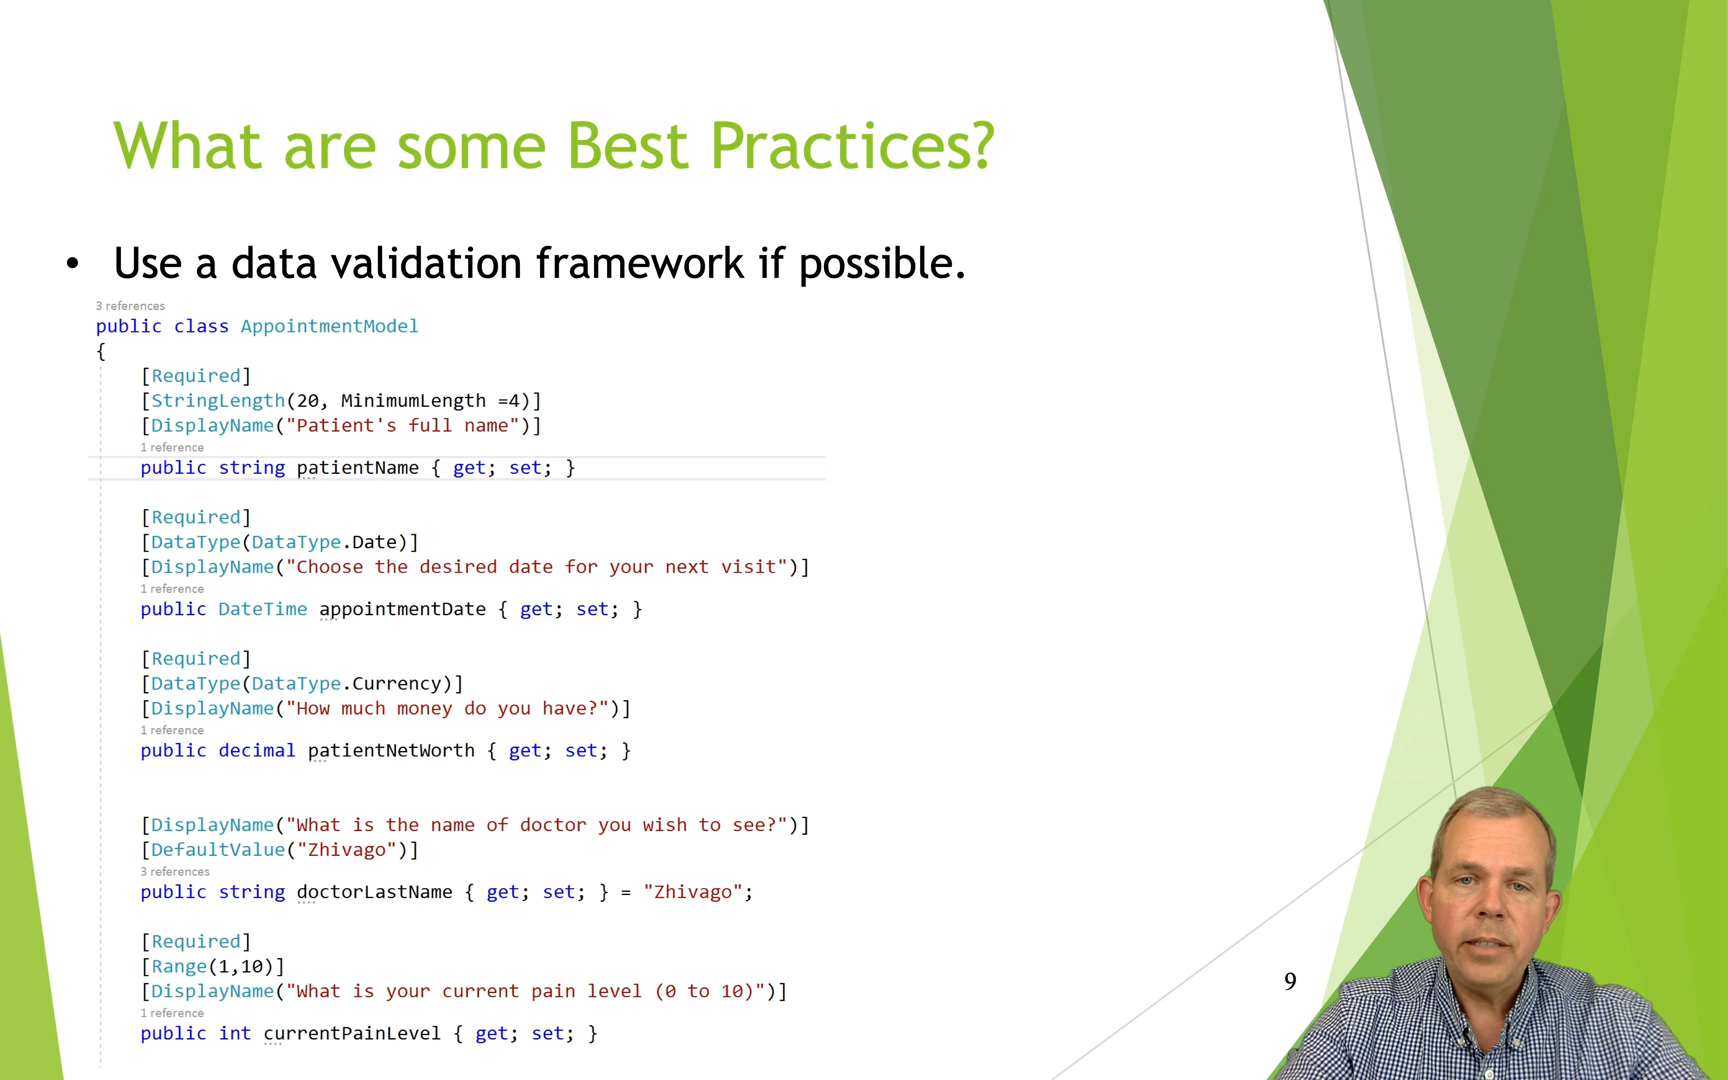 What are some Best Practices?
• Use a data validation framework if possible.
3 references
public class AppointmentModel
{
[Required]
[StringLength(20, MinimumLength =4)]
[DisplayName("Patient's full name")]
1 reference
public string patientName { get; set; }
[Required]
[DataType(DataType.Date)]
[DisplayName("Choose the desired date for your next visit")]
1 reference
public DateTime appointmentDate { get; set; }
[Required]
[DataType(DataType.Currency)]
[DisplayName("How much money do you have?")]
1 reference
public decimal patientNetWorth { get; set; }
[DisplayName("What is the name of doctor you wish to see?")]
[DefaultValue("Zhivago")]
3 references
public string doctorLastName { get; set; } = "Zhivago";
[Required]
[Range(1,10)]
[DisplayName("What is your current pain level (0 to 10)")]
1 reference
public int currentPainLevel { get; set; }
9